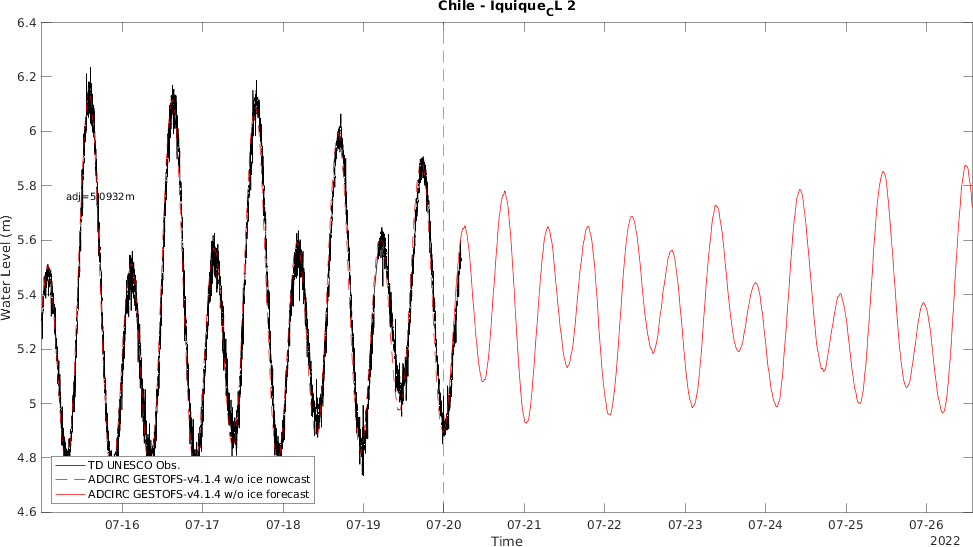 Chile - Iquique_CL 2
6.4
6.2
6
5.8
5.6
5.4
5.2
5
4.8
4.6
Water Level (m)
adj=5.0932m
TD UNESCO Obs.
ADCIRC GESTOFS-v4.1.4 w/o ice nowcast
ADCIRC GESTOFS-v4.1.4 w/o ice forecast
07-16 07-17 07-18 07-19 07-20 07-21 07-22 07-23 07-24 07-25 07-26
Time
2022